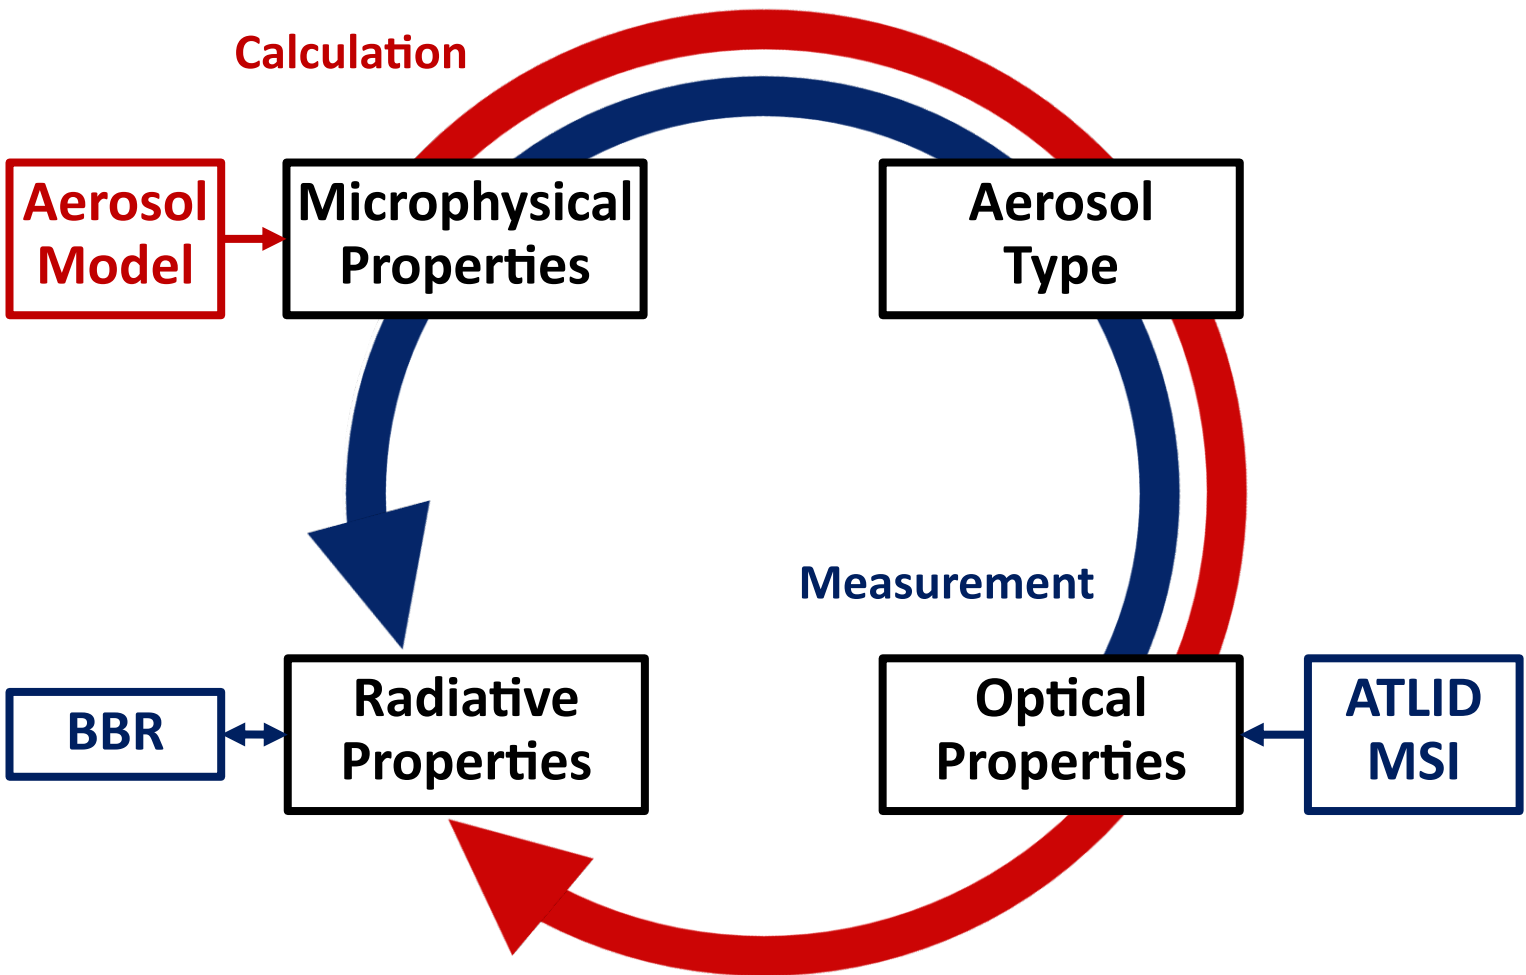 Calculation
Aerosol
Model
Microphysical
Properties
Aerosol
Type
Measurement
BBR
Radiative
Properties
Optical
Properties
ATLID
MSI